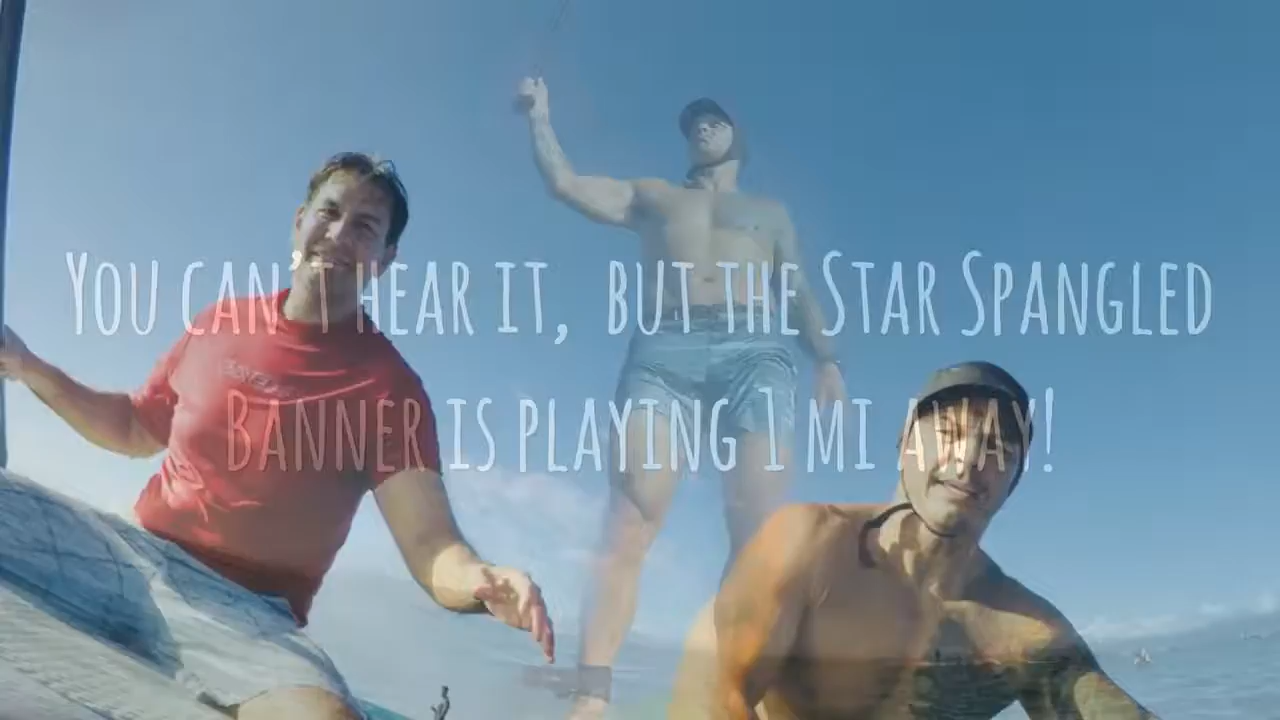 You can't hear it, but the Star Spangled
Banner is playing 1 mi away!